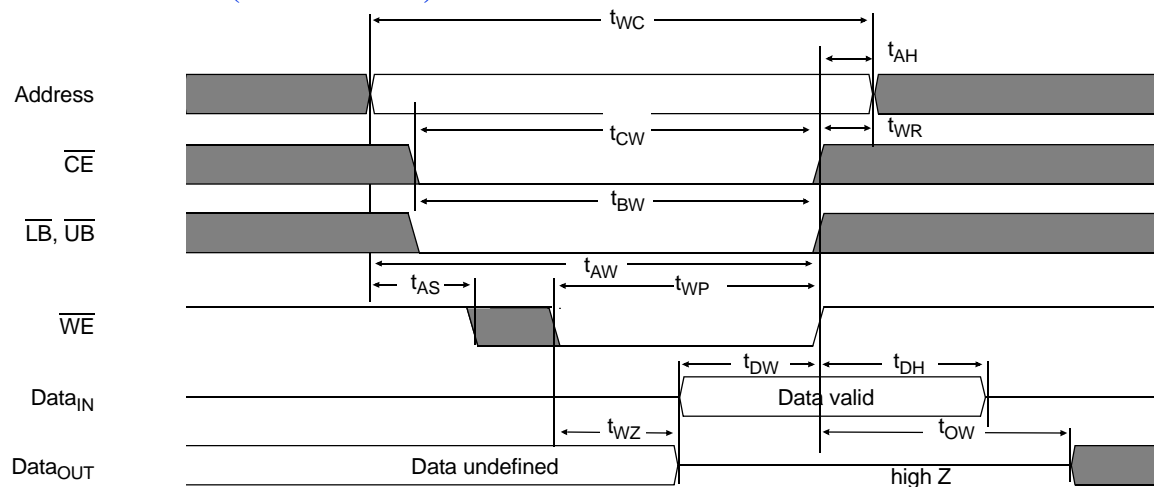 tWC
tAH
Address
tCW
tWR
CE
tBW
LB, UB
tAW
tAS
tWP
WE
tDW
tDH
DataIN
Data valid
tWZ
tOW
DataOUT
Data undefined
high Z